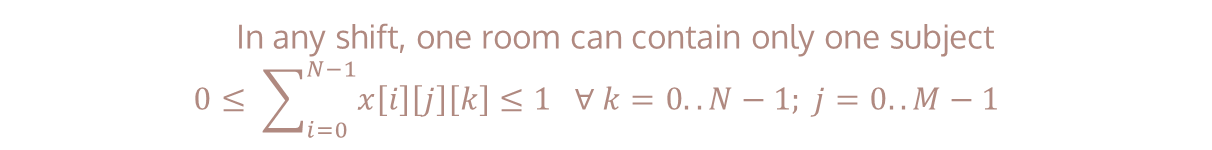 In any shift, one room can contain only one subject
0 ≤ ∑_{i=0}^{N−1} x[i][j][k] ≤ 1 ∀ k = 0..N − 1; j = 0..M − 1